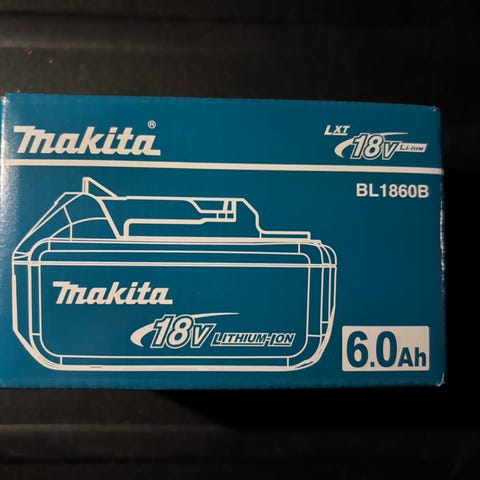 makita®
LXT 18V Li-ion
BL1860B
makita
18V LITHIUM-ION
6.0Ah